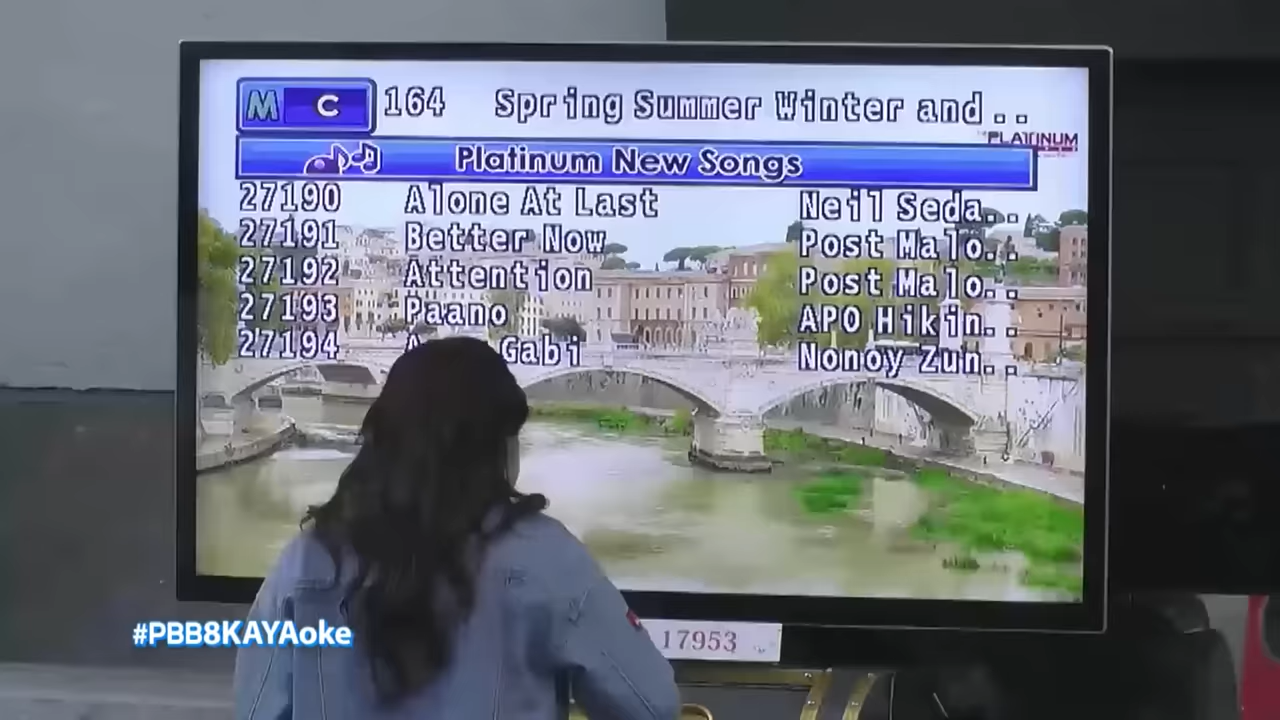 M C 164 Spring Summer Winter and..
PLATINUM
Platinum New Songs
27190 Alone At Last Neil Seda..
27191 Better Now Post Malo..
27192 Attention Post Malo..
27193 Paano APO Hikin..
27194 Gabi Nonoy Zun..
#PBB8KAYAoke
17953